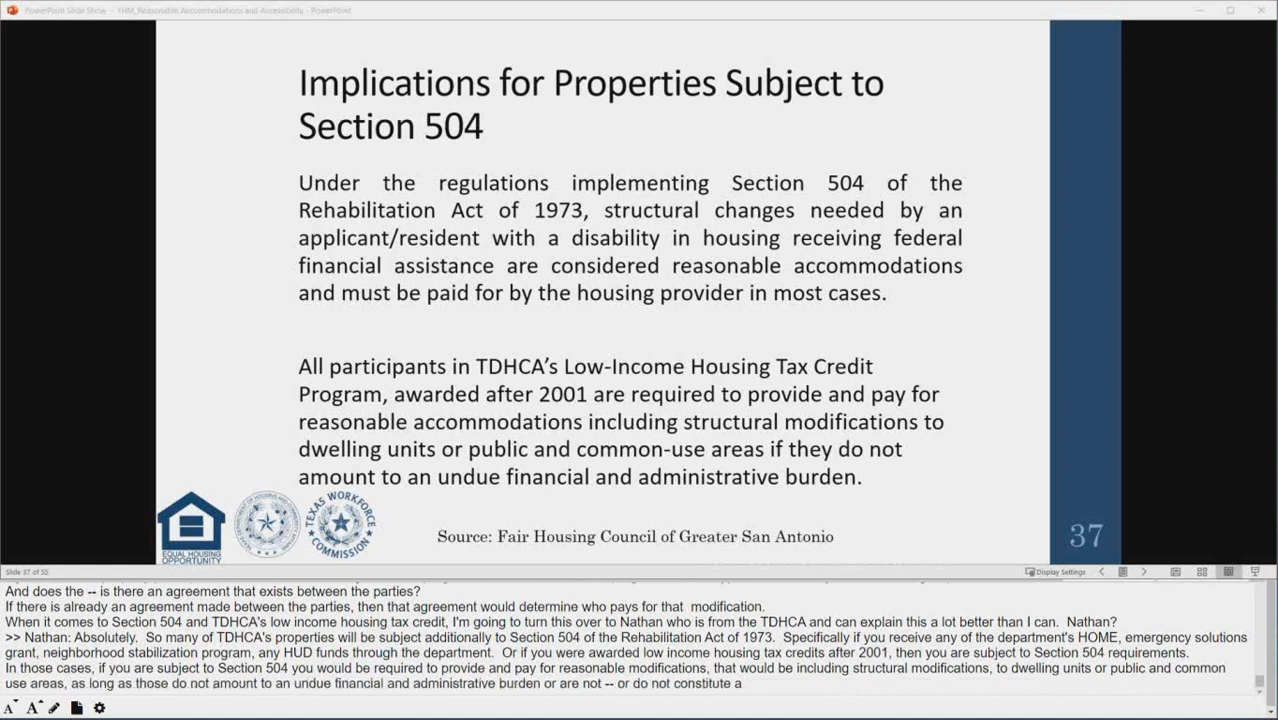 PowerPoint Slide Show - FHM_Reasonable Accommodations and Accessibility - PowerPoint
Implications for Properties Subject to
Section 504
Under the regulations implementing Section 504 of the
Rehabilitation Act of 1973, structural changes needed by an
applicant/resident with a disability in housing receiving federal
financial assistance are considered reasonable accommodations
and must be paid for by the housing provider in most cases.
All participants in TDHCA’s Low-Income Housing Tax Credit
Program, awarded after 2001 are required to provide and pay for
reasonable accommodations including structural modifications to
dwelling units or public and common-use areas if they do not
amount to an undue financial and administrative burden.
EQUAL HOUSING
OPPORTUNITY
TEXAS WORKFORCE
COMMISSION
Source: Fair Housing Council of Greater San Antonio
37
Slide 37 of 55
Display Settings
And does the -- is there an agreement that exists between the parties?
If there is already an agreement made between the parties, then that agreement would determine who pays for that modification.
When it comes to Section 504 and TDHCA's low income housing tax credit, I'm going to turn this over to Nathan who is from the TDHCA and can explain this a lot better than I can. Nathan?
>> Nathan: Absolutely. So many of TDHCA's properties will be subject additionally to Section 504 of the Rehabilitation Act of 1973. Specifically if you receive any of the department's HOME, emergency solutions
grant, neighborhood stabilization program, any HUD funds through the department. Or if you were awarded low income housing tax credits after 2001, then you are subject to Section 504 requirements.
In those cases, if you are subject to Section 504 you would be required to provide and pay for reasonable modifications, that would be including structural modifications, to dwelling units or public and common
use areas, as long as those do not amount to an undue financial and administrative burden or are not -- or do not constitute a
A A